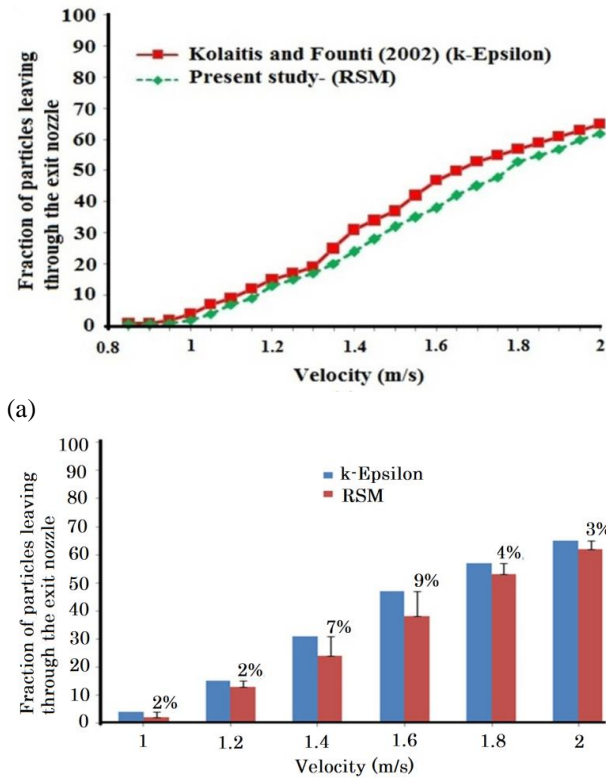 100
90
80
70
60
50
40
30
20
10
0
Fraction of particles leaving
through the exit nozzle
Kolaitis and Founti (2002) (k-Epsilon)
Present study- (RSM)
0.8 1 1.2 1.4 1.6 1.8 2
Velocity (m/s)
(a)
100
90
80
70
60
50
40
30
20
10
0
Fraction of particles leaving
through the exit nozzle
k-Epsilon
RSM
2% 2% 7% 9% 4% 3%
1 1.2 1.4 1.6 1.8 2
Velocity (m/s)